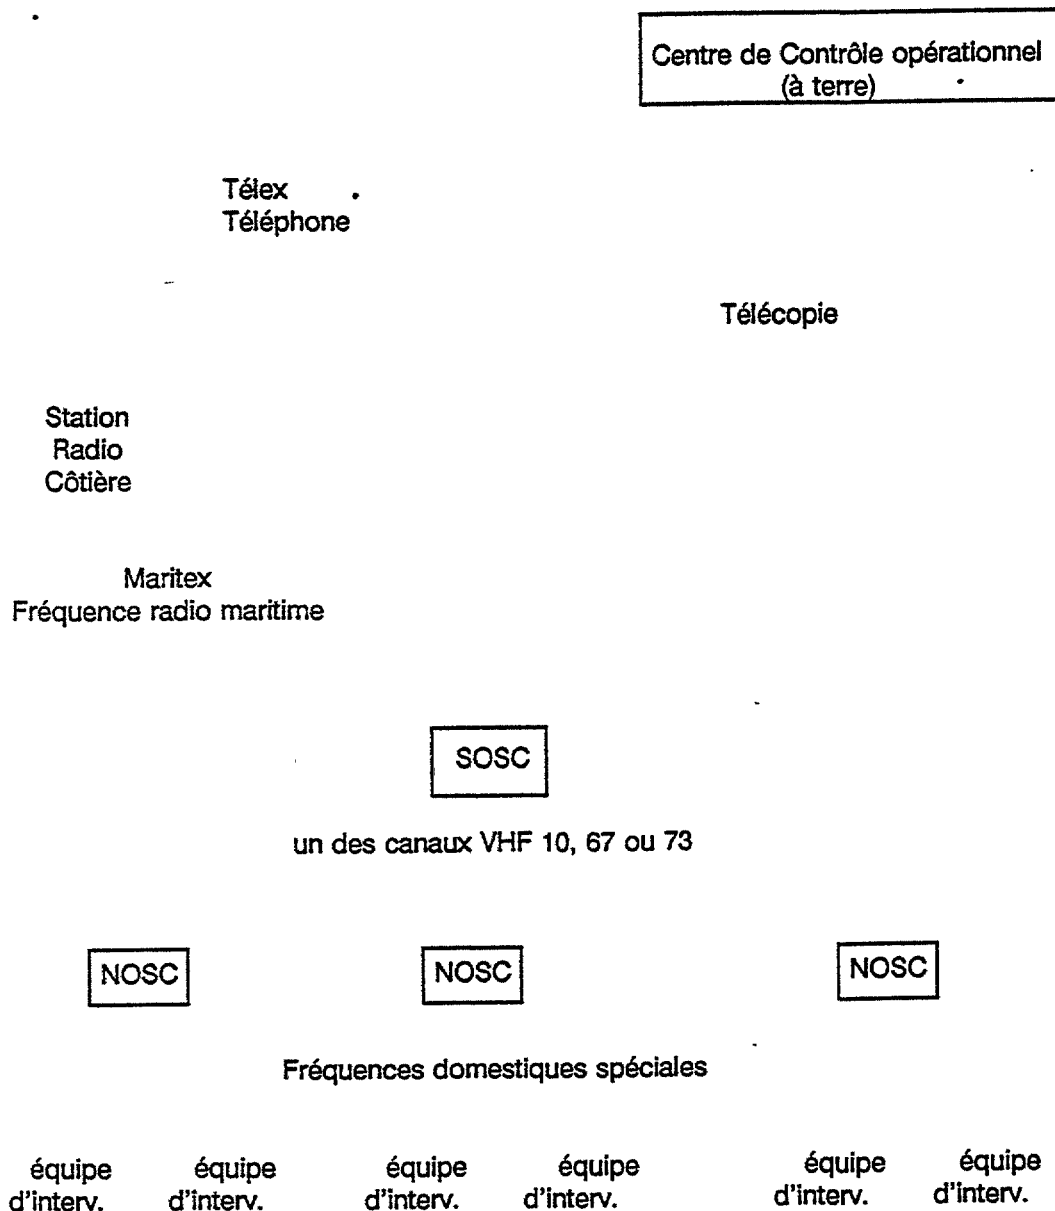 Centre de Contrôle opérationnel
(à terre)
Télex
Téléphone
Télécopie
Station
Radio
Côtière
Maritex
Fréquence radio maritime
SOSC
un des canaux VHF 10, 67 ou 73
NOSC NOSC NOSC
Fréquences domestiques spéciales
équipe équipe équipe équipe équipe équipe
d'interv. d'interv. d'interv. d'interv. d'interv. d'interv.